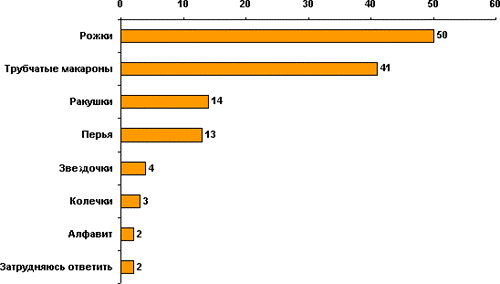 0 10 20 30 40 50 60
Рожки 50
Трубчатые макароны 41
Ракушки 14
Перья 13
Звездочки 4
Колечки 3
Алфавит 2
Затрудняюсь ответить 2